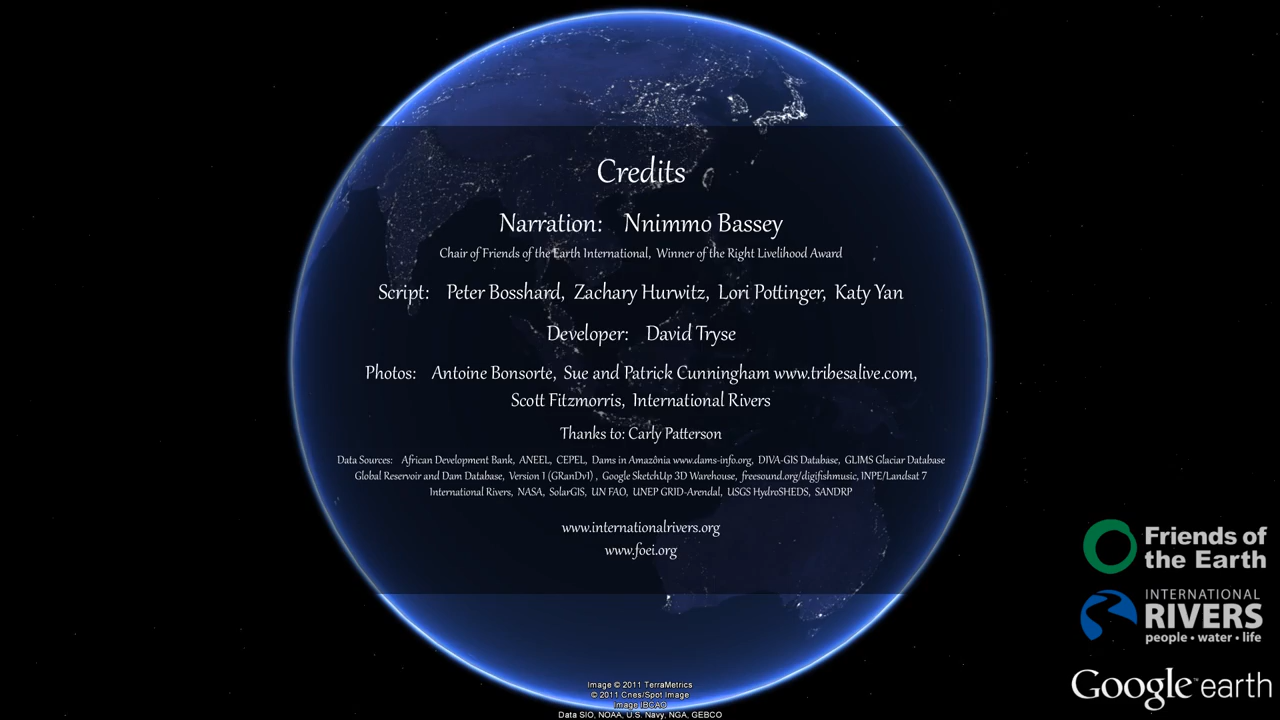 Credits
Narration: Nnimmo Bassey
Chair of Friends of the Earth International, Winner of the Right Livelihood Award
Script: Peter Bosshard, Zachary Hurwitz, Lori Pottinger, Katy Yan
Developer: David Tryse
Photos: Antoine Bonsorte, Sue and Patrick Cunningham www.tribesalive.com,
Scott Fitzmorris, International Rivers
Thanks to: Carly Patterson
Data Sources: African Development Bank, ANEEL, CEPEL, Dams in Amazônia www.dams-info.org, DIVA-GIS Database, GLIMS Glaciar Database
Global Reservoir and Dam Database, Version 1 (GRanDv1) , Google SketchUp 3D Warehouse, freesound.org/digifishmusic, INPE/Landsat 7
International Rivers, NASA, SolarGIS, UN FAO, UNEP GRID-Arendal, USGS HydroSHEDS, SANDRP
www.internationalrivers.org
www.foei.org
Friends of
the Earth
INTERNATIONAL
RIVERS
people • water • life
Google™ earth
Image © 2011 TerraMetrics
© 2011 Cnes/Spot Image
Image IBCAO
Data SIO, NOAA, U.S. Navy, NGA, GEBCO